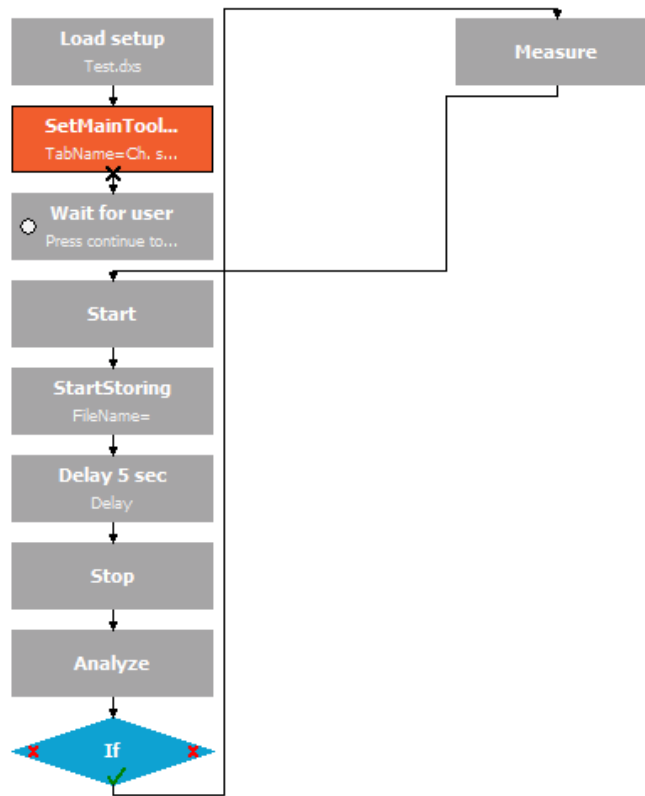 Load setup
Test.dxs
Measure
SetMainTool...
TabName=Ch. s...
Wait for user
Press continue to...
Start
StartStoring
FileName=
Delay 5 sec
Delay
Stop
Analyze
If